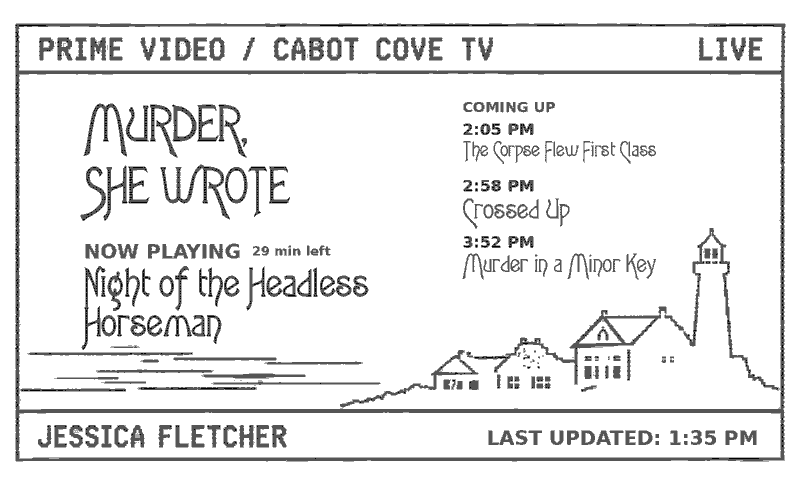 PRIME VIDEO / CABOT COVE TV
LIVE
MURDER,
SHE WROTE
NOW PLAYING 29 min left
Night of the Headless
Horseman
COMING UP
2:05 PM
The Corpse Flew First Class
2:58 PM
Crossed Up
3:52 PM
Murder in a Minor Key
JESSICA FLETCHER
LAST UPDATED: 1:35 PM